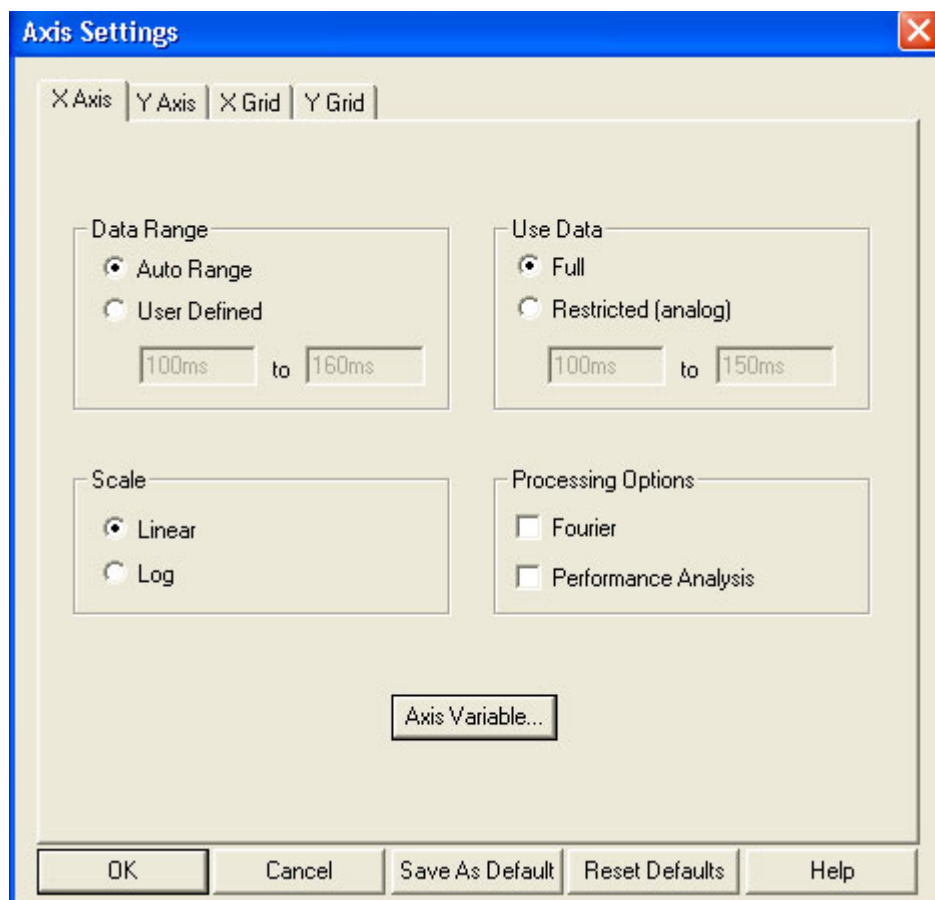 Axis Settings
X Axis Y Axis X Grid Y Grid
Data Range
Auto Range
User Defined
100ms to 160ms
Use Data
Full
Restricted (analog)
100ms to 150ms
Scale
Linear
Log
Processing Options
Fourier
Performance Analysis
Axis Variable...
OK Cancel Save As Default Reset Defaults Help